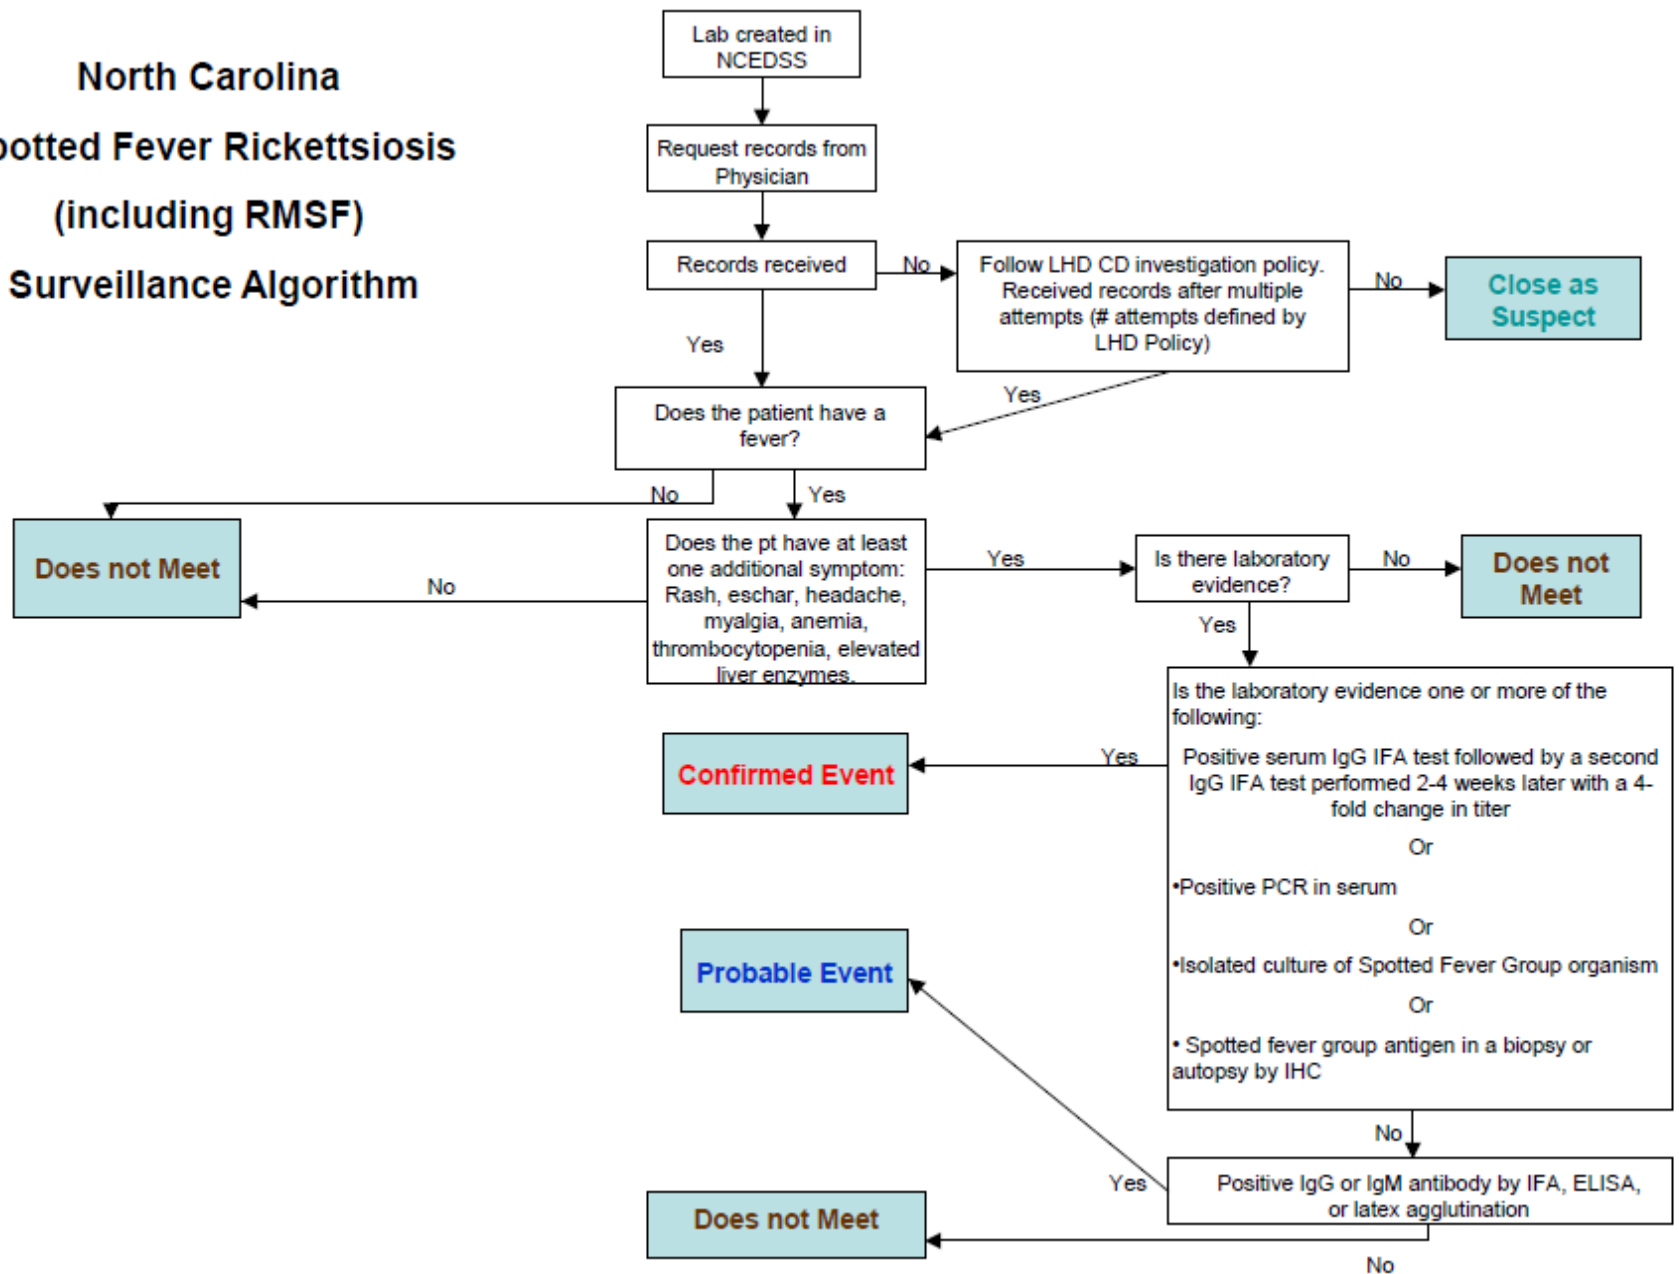 Lab created in
NCEDSS
North Carolina
potted Fever Rickettsiosis
(including RMSF)
Surveillance Algorithm
Request records from
Physician
Records received
No
Follow LHD CD investigation policy.
Received records after multiple
attempts (# attempts defined by
LHD Policy)
No
Close as
Suspect
Yes
Yes
Does the patient have a
fever?
No
Yes
Does not Meet
No
Does the pt have at least
one additional symptom:
Rash, eschar, headache,
myalgia, anemia,
thrombocytopenia, elevated
liver enzymes.
Yes
Is there laboratory
evidence?
No
Does not
Meet
Yes
Is the laboratory evidence one or more of the
following:
Positive serum IgG IFA test followed by a second
IgG IFA test performed 2-4 weeks later with a 4-
fold change in titer
Or
•Positive PCR in serum
Or
•Isolated culture of Spotted Fever Group organism
Or
• Spotted fever group antigen in a biopsy or
autopsy by IHC
Yes
Confirmed Event
Probable Event
No
Yes
Positive IgG or IgM antibody by IFA, ELISA,
or latex agglutination
Does not Meet
No